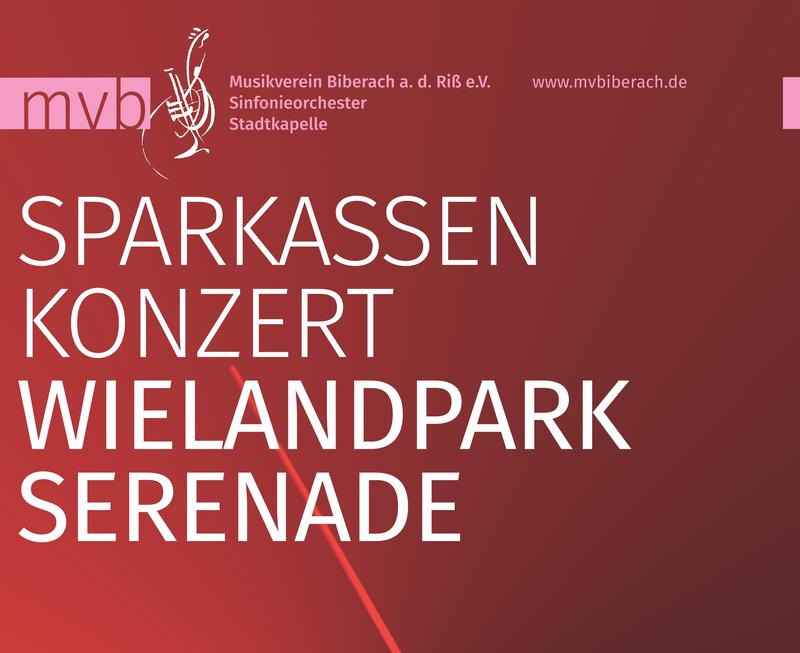 mvb
Musikverein Biberach a. d. Riß e.V.
www.mvbiberach.de
Sinfonieorchester
Stadtkapelle
SPARKASSEN
KONZERT
WIELANDPARK
SERENADE